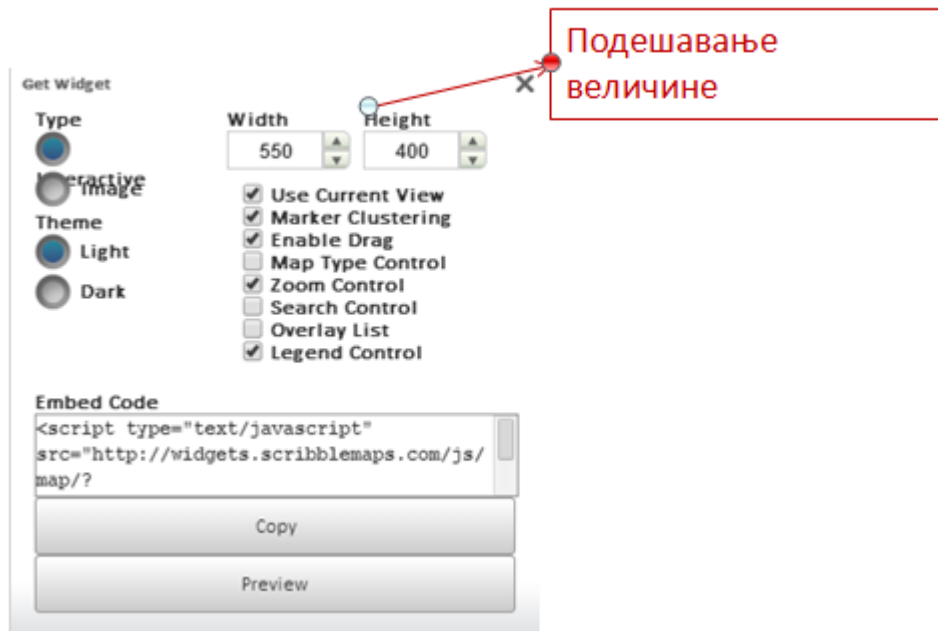 Подешавање
величине
Get Widget
Type
Interactive
Image
Theme
Light
Dark
Width
Height
550
400
Use Current View
Marker Clustering
Enable Drag
Map Type Control
Zoom Control
Search Control
Overlay List
Legend Control
Embed Code
<script type="text/javascript"
src="http://widgets.scribblemaps.com/js/
map/?
Copy
Preview